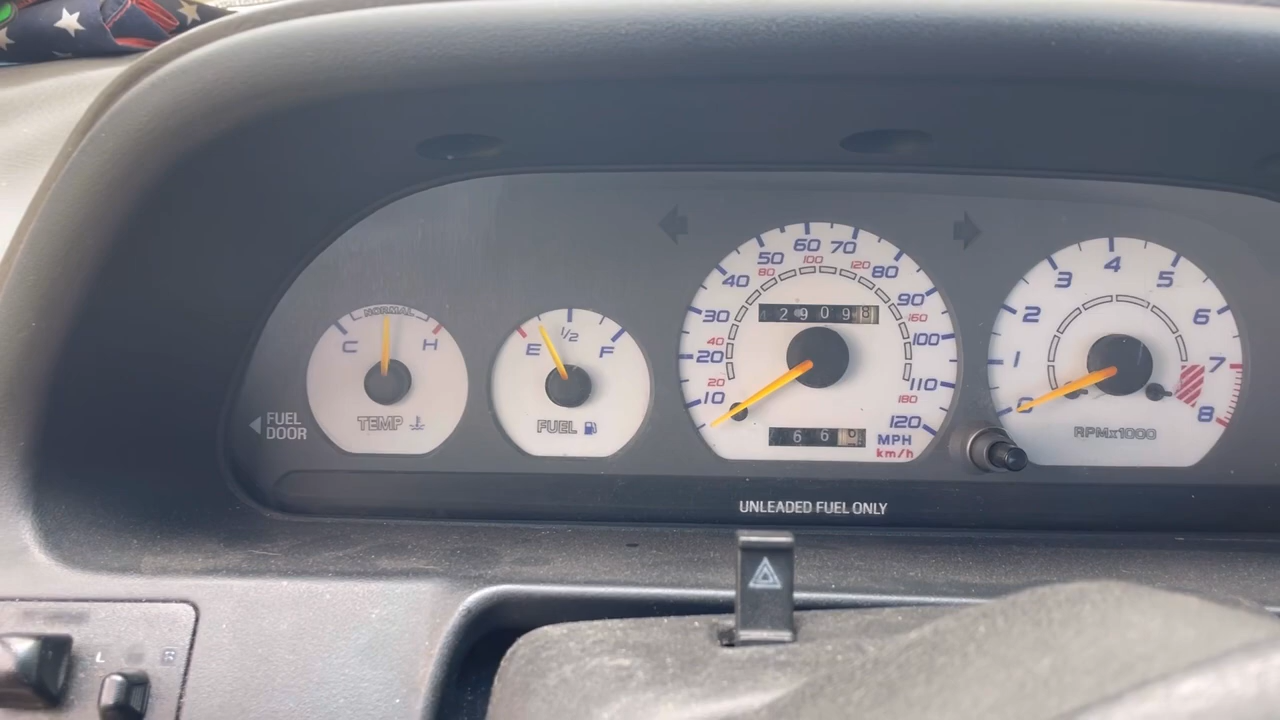 NORMAL
C H
TEMP
FUEL
DOOR
E 1/2 F
FUEL
10 20 30 40 50 60 70 80 90 100 110 120
20 40 80 100 120 160 180
2909
66
MPH
km/h
0 1 2 3 4 5 6 7 8
RPMx1000
UNLEADED FUEL ONLY
L R